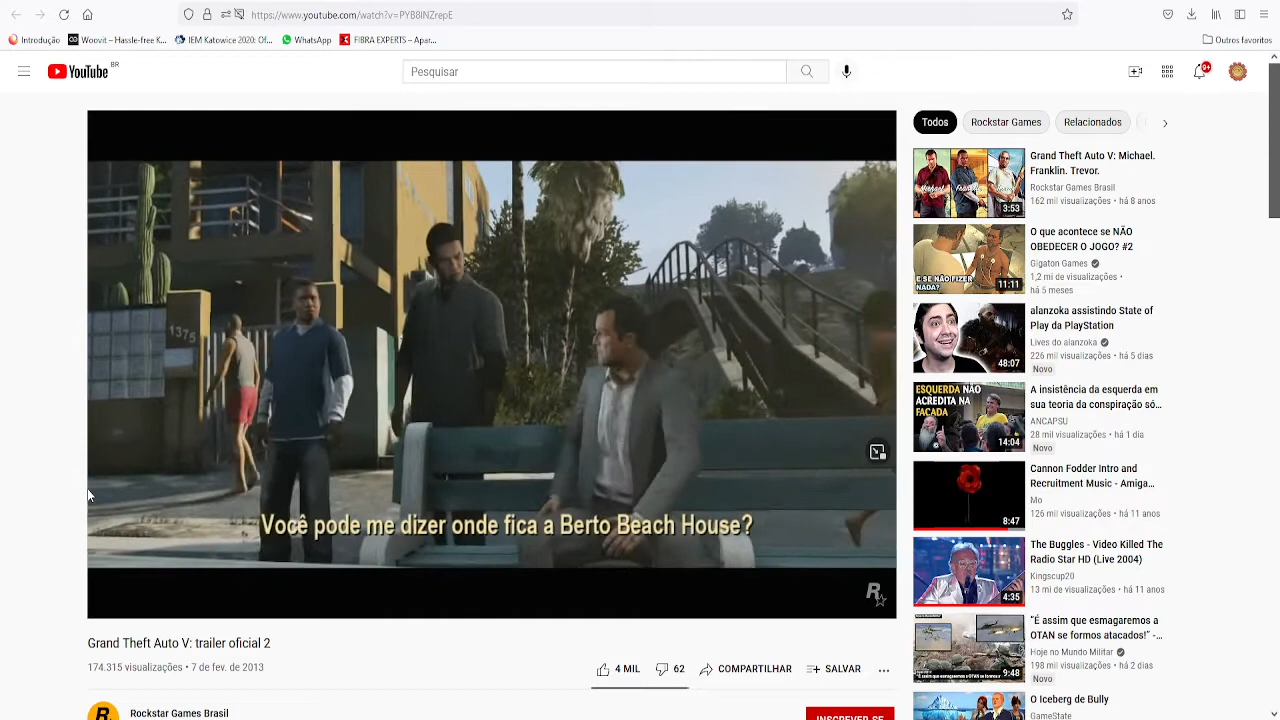 https://www.youtube.com/watch?v=PYB8INZrepE
Introdução
Woovit – Hassle-free K...
IEM Katowice 2020: Of...
WhatsApp
FIBRA EXPERTS – Apar...
Outros favoritos
YouTube BR
Pesquisar
9+
1375
Você pode me dizer onde fica a Berto Beach House?
R
Grand Theft Auto V: trailer oficial 2
174.315 visualizações • 7 de fev. de 2013
4 MIL
62
COMPARTILHAR
SALVAR
Rockstar Games Br
INSCREVER-SE
Todos
Rockstar Games
Relacionados
Michael
Franklin
Trevor
3:53
Grand Theft Auto V: Michael.
Franklin. Trevor.
Rockstar Games Brasil
162 mil visualizações • há 8 anos
E SE NÃO FIZER
NADA?
11:11
O que acontece se NÃO
OBEDECER O JOGO? #2
Gigaton Games
1,2 mi de visualizações •
há 5 meses
48:07
alanzoka assistindo State of
Play da PlayStation
Lives do alanzoka
226 mil visualizações • há 5 dias
Novo
ESQUERDA NÃO
ACREDITA NA
FACADA
14:04
A insistência da esquerda em
sua teoria da conspiração só...
ANCAPSU
28 mil visualizações • há 1 dia
Novo
8:47
Cannon Fodder Intro and
Recruitment Music - Amiga...
Mo
126 mil visualizações • há 11 anos
4:35
The Buggles - Video Killed The
Radio Star HD (Live 2004)
Kingscup20
13 mi de visualizações • há 11 anos
9:48
"É assim que esmagaremos a
OTAN se formos atacados!" -...
Hoje no Mundo Militar
198 mil visualizações • há 2 dias
Novo
O Iceberg de Bully
GameState